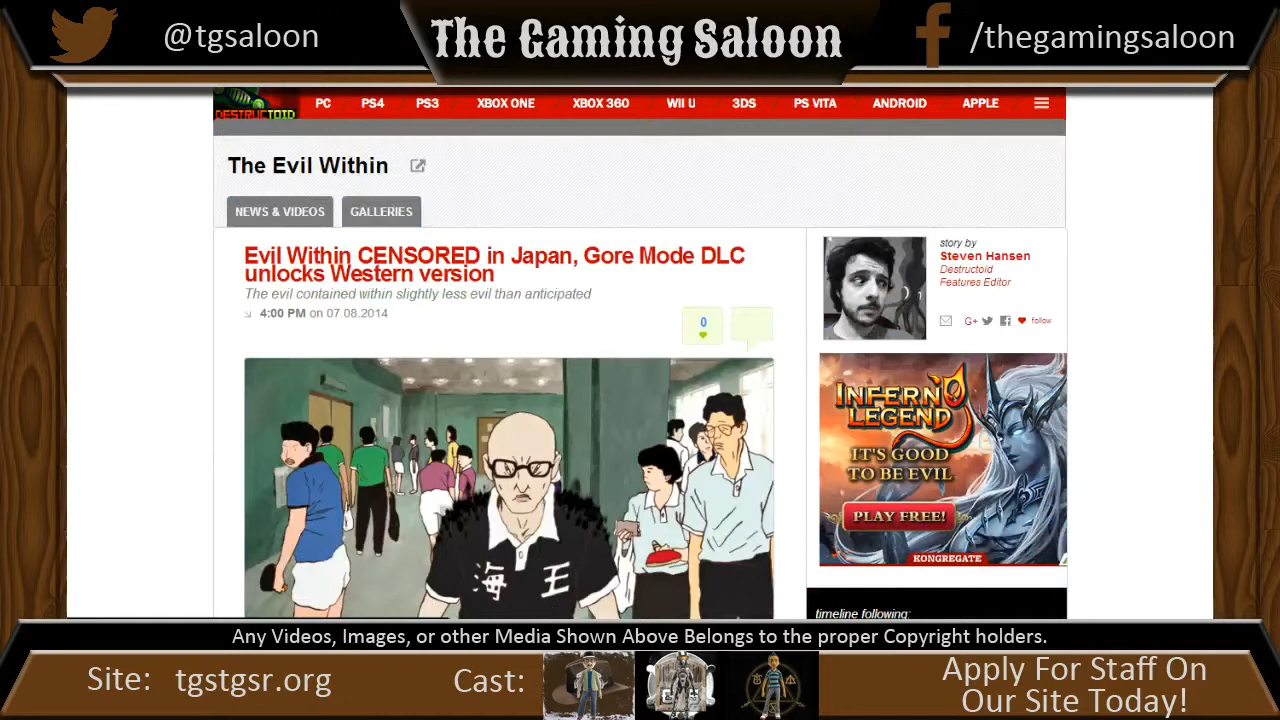 @tgsaloon
The Gaming Saloon
/thegamingsaloon
DESTRUCTOID
PC PS4 PS3 XBOX ONE XBOX 360 WII U 3DS PS VITA ANDROID APPLE
The Evil Within
NEWS & VIDEOS GALLERIES
Evil Within CENSORED in Japan, Gore Mode DLC
unlocks Western version
The evil contained within slightly less evil than anticipated
4:00 PM on 07.08.2014
0
海王
story by
Steven Hansen
Destructoid
Features Editor
G+ follow
INFERNO
LEGEND
IT'S GOOD
TO BE EVIL
PLAY FREE!
KONGREGATE
timeline following:
Any Videos, Images, or other Media Shown Above Belongs to the proper Copyright holders.
Site: tgstgsr.org
Cast:
Apply For Staff On
Our Site Today!